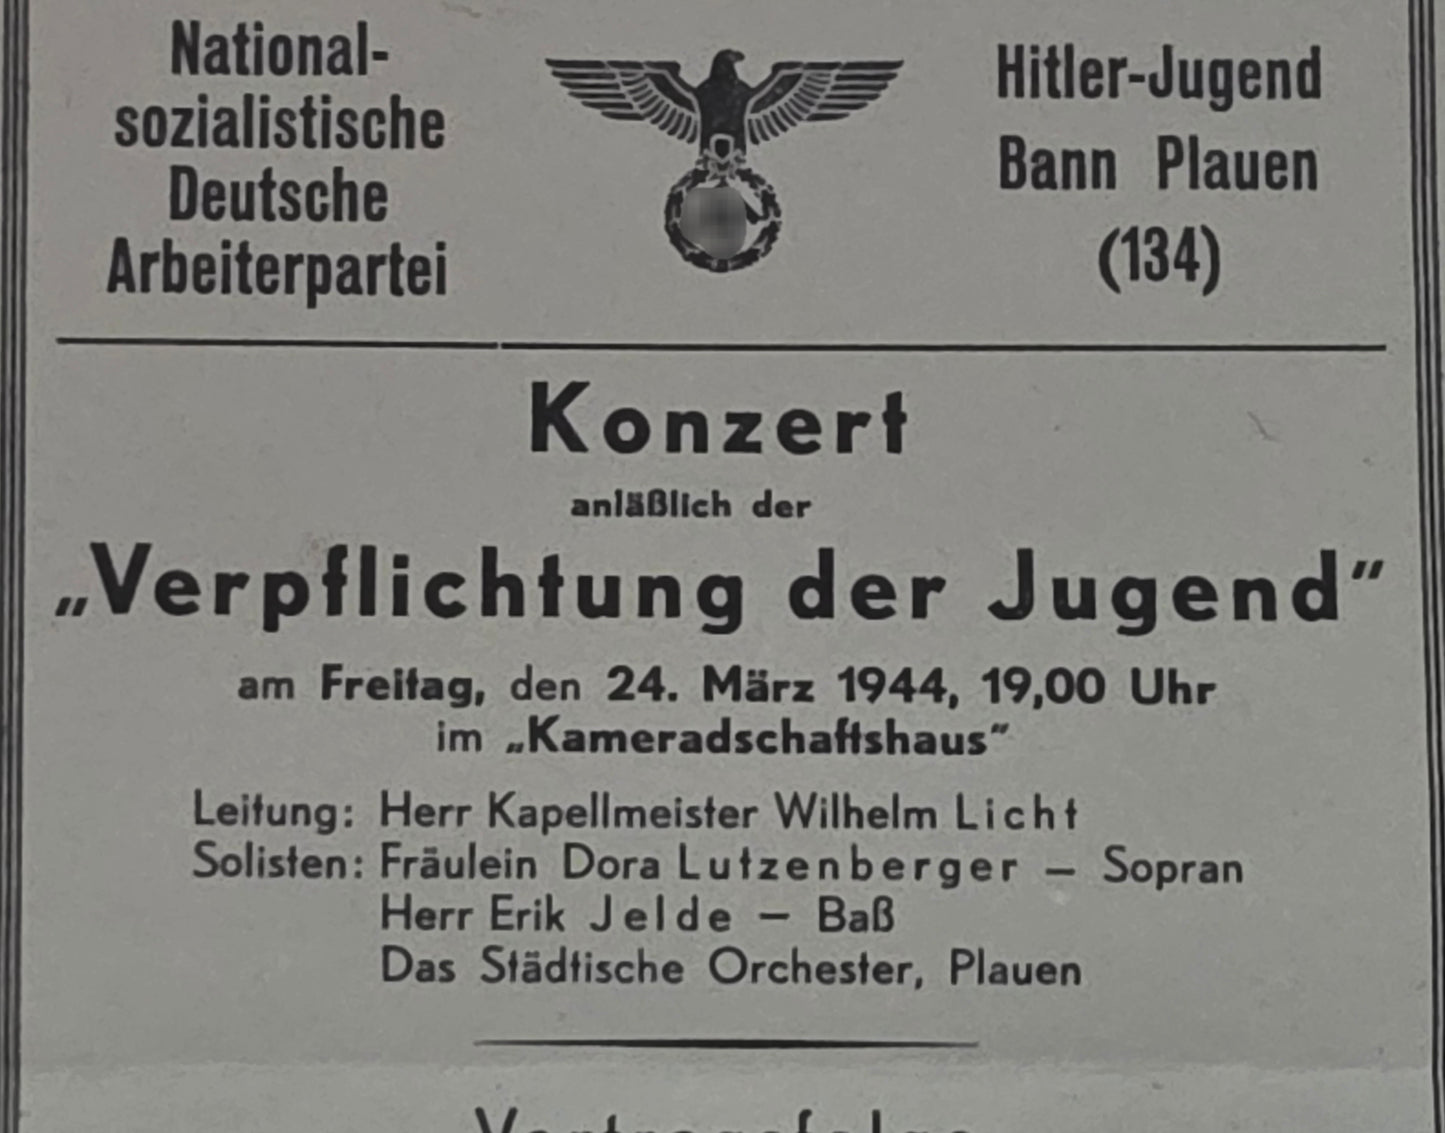 National-
sozialistische
Deutsche
Arbeiterpartei
Hitler-Jugend
Bann Plauen
(134)
Konzert
anläßlich der
„Verpflichtung der Jugend"
am Freitag, den 24. März 1944, 19,00 Uhr
im „Kameradschaftshaus"
Leitung: Herr Kapellmeister Wilhelm Licht
Solisten: Fräulein Dora Lutzenberger – Sopran
Herr Erik Jelde – Baß
Das Städtische Orchester, Plauen